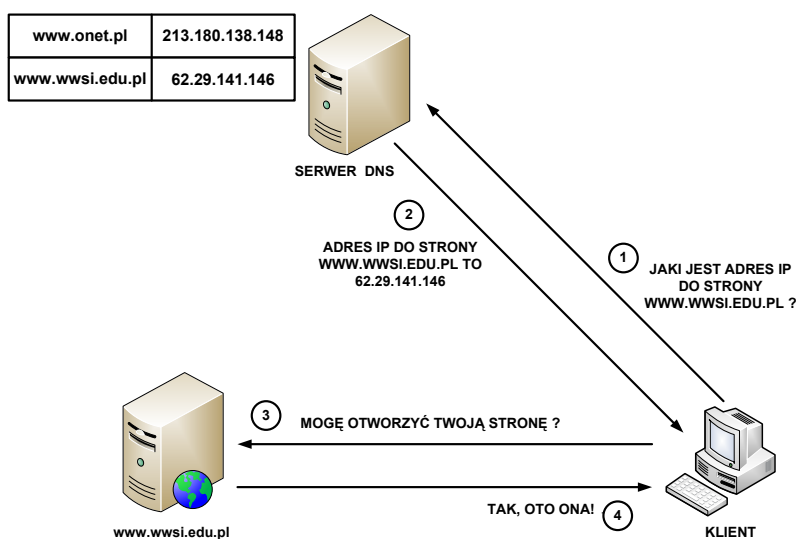 www.onet.pl 213.180.138.148
www.wwsi.edu.pl 62.29.141.146
SERWER DNS
2
ADRES IP DO STRONY
WWW.WWSI.EDU.PL TO
62.29.141.146
1
JAKI JEST ADRES IP
DO STRONY
WWW.WWSI.EDU.PL ?
3
MOGĘ OTWORZYĆ TWOJĄ STRONĘ ?
TAK, OTO ONA!
4
www.wwsi.edu.pl
KLIENT